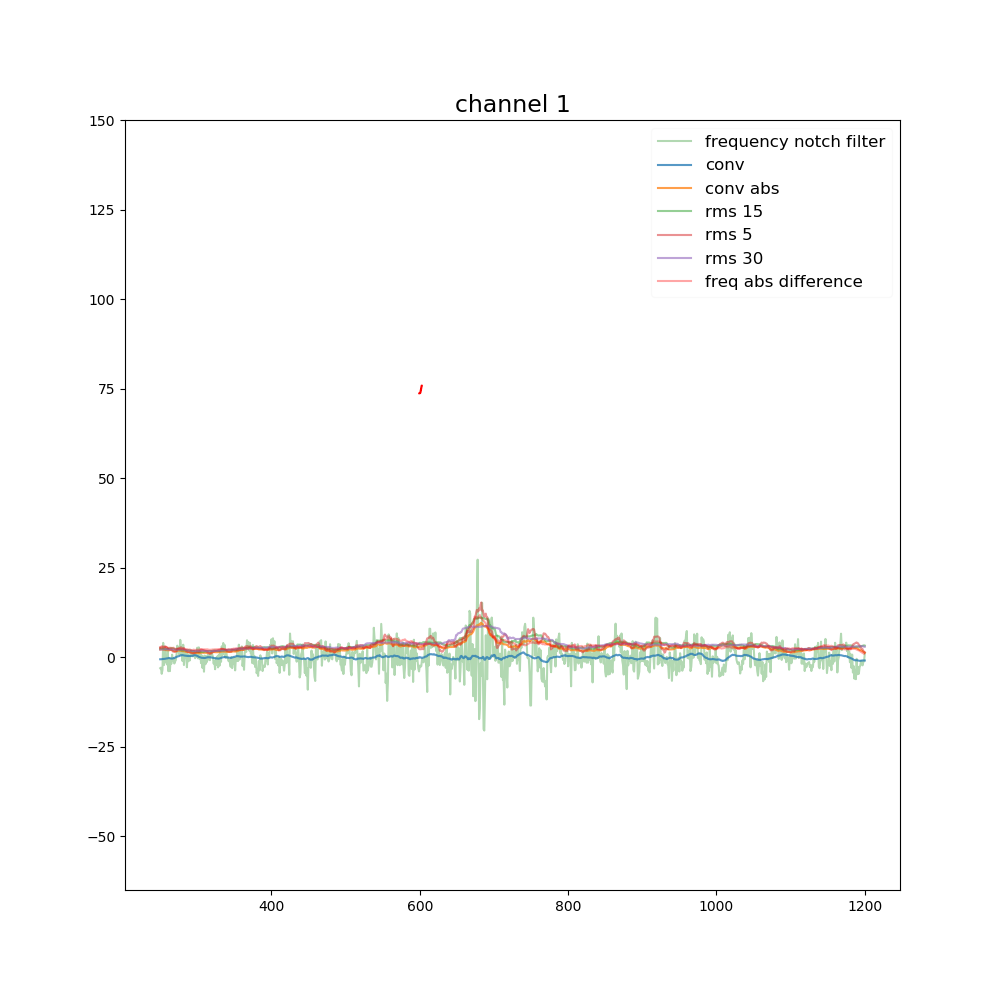 channel 1
150
125
100
75
50
25
0
−25
−50
400 600 800 1000 1200
frequency notch filter
conv
conv abs
rms 15
rms 5
rms 30
freq abs difference